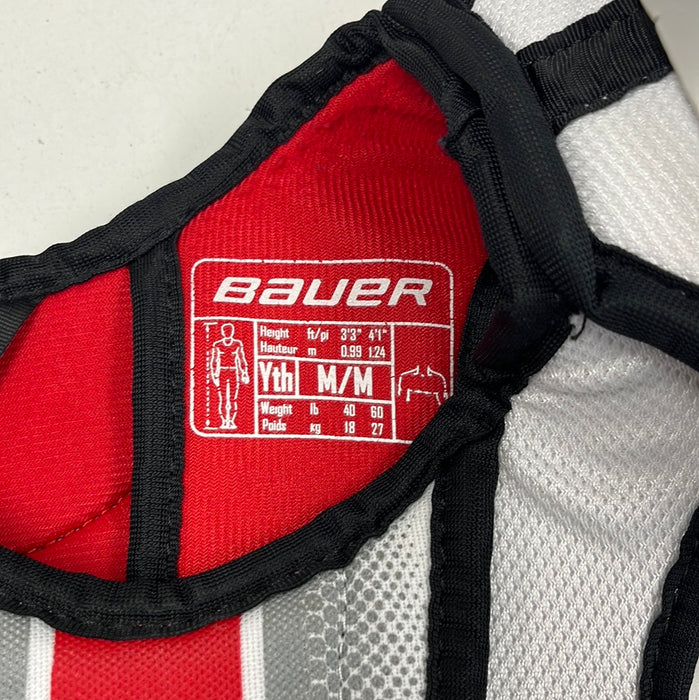 BAUER
Height ft/pi 3'3" 4'1"
Hauteur m 0.99 1.24
Yth M/M
Weight lb 40 60
Poids kg 18 27